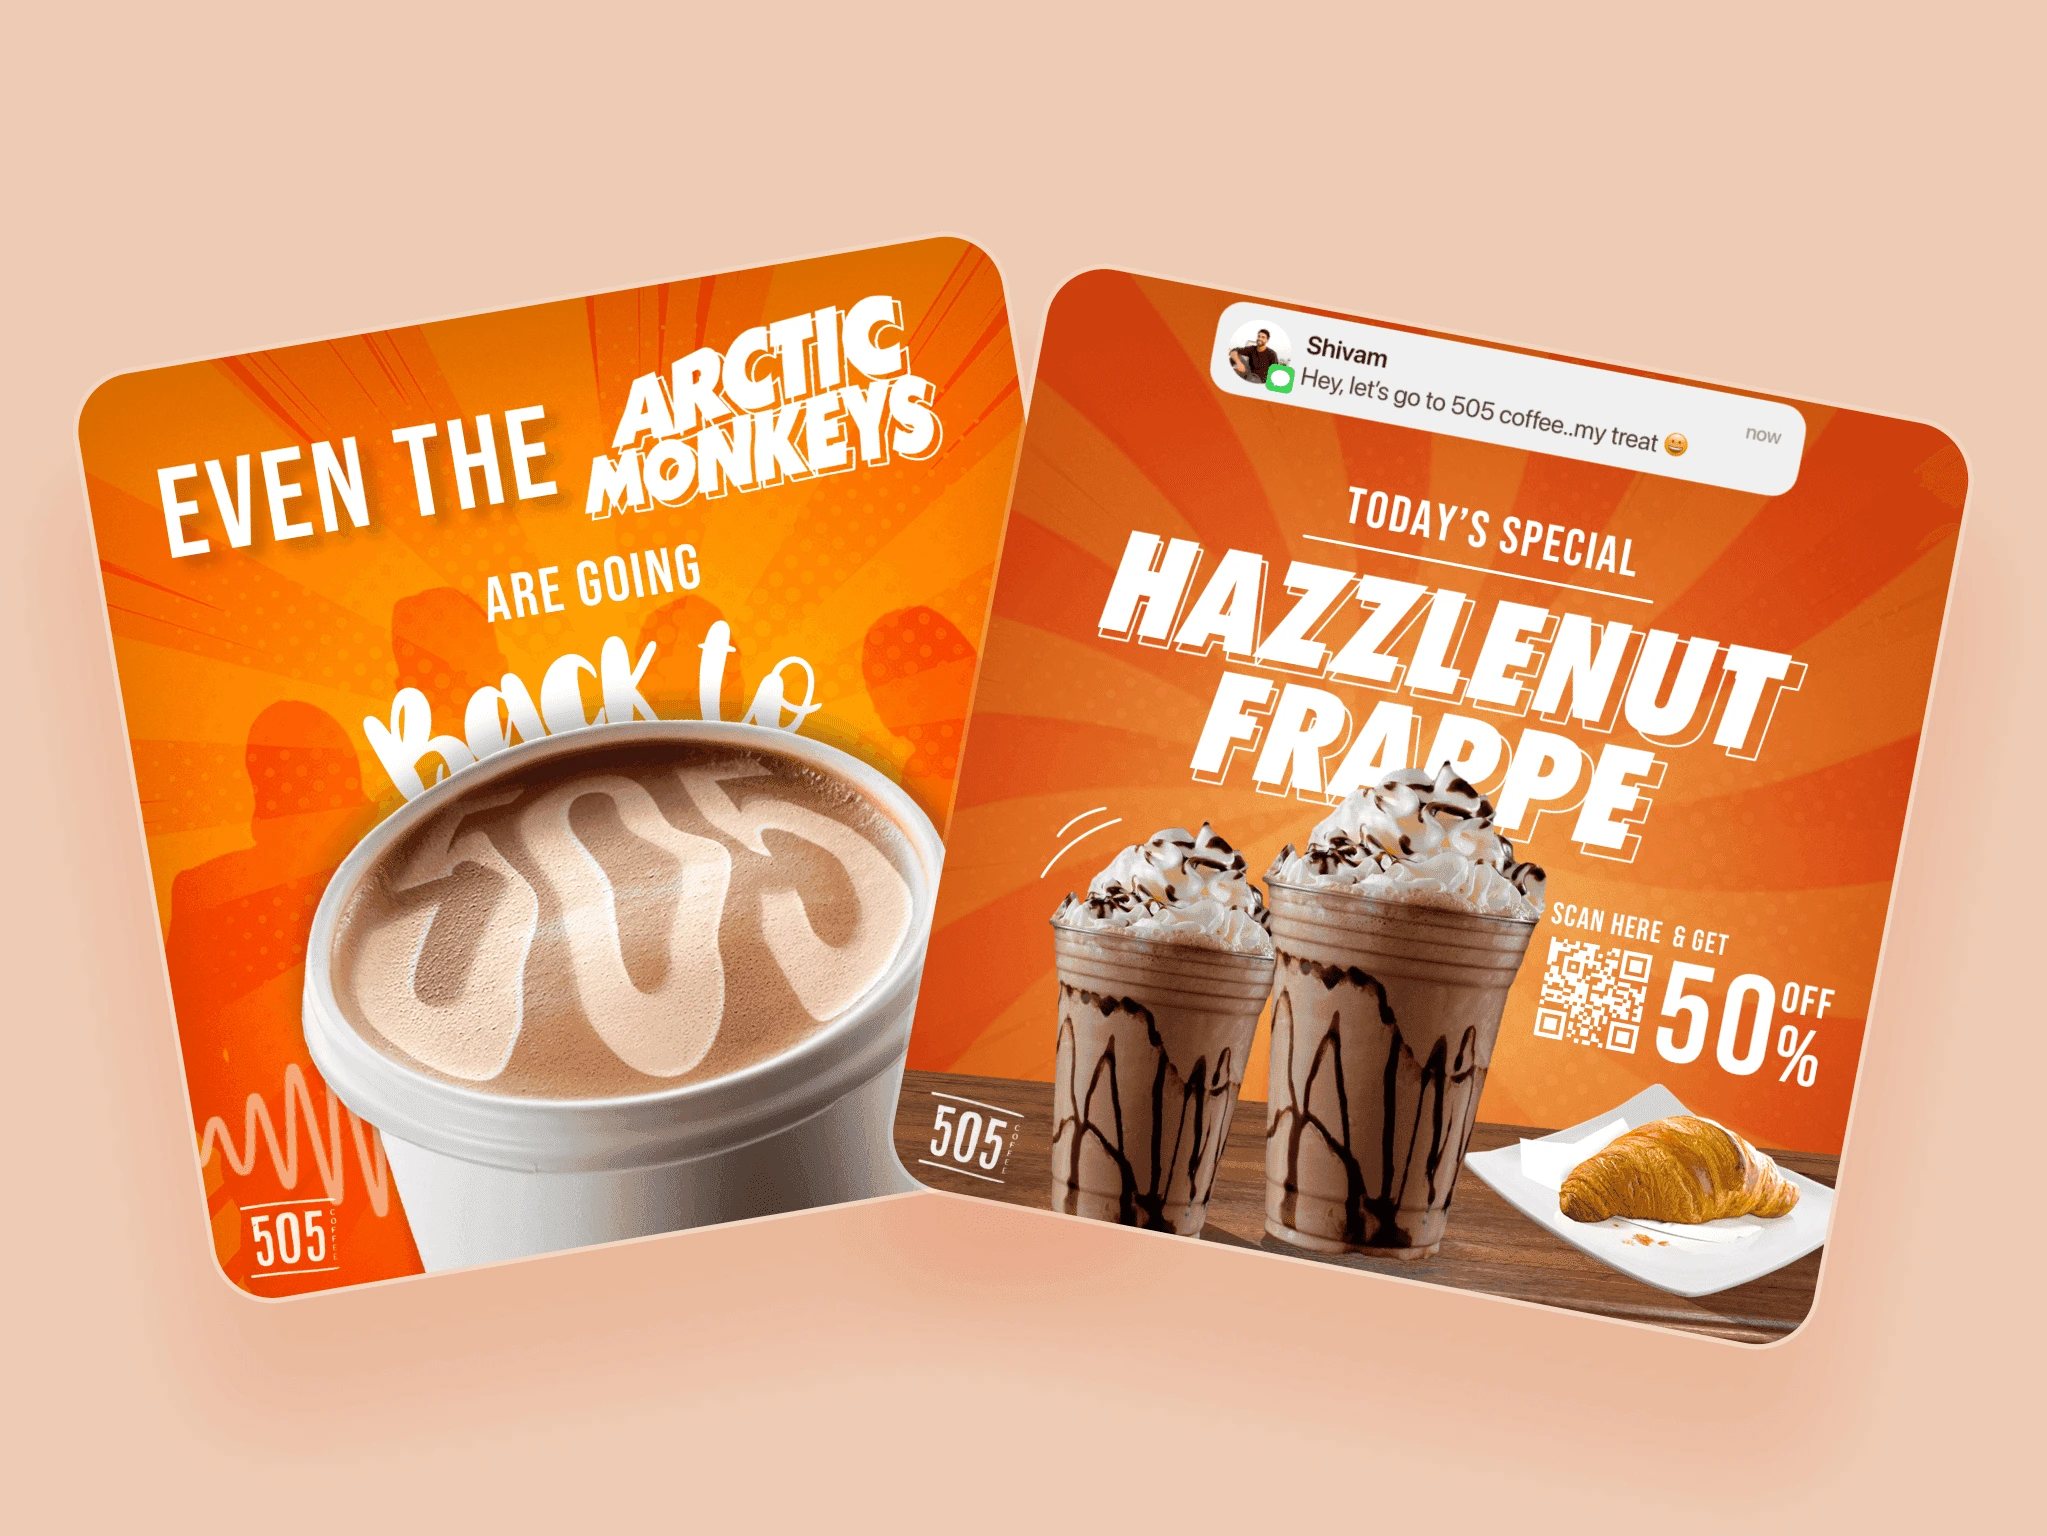 EVEN THE
ARCTIC
MONKEYS
ARE GOING
Back to
505
505
COFFEE
Shivam
now
Hey, let's go to 505 coffee..my treat 😀
TODAY'S SPECIAL
HAZZLENUT
FRAPPE
SCAN HERE & GET
50% OFF
505
COFFEE